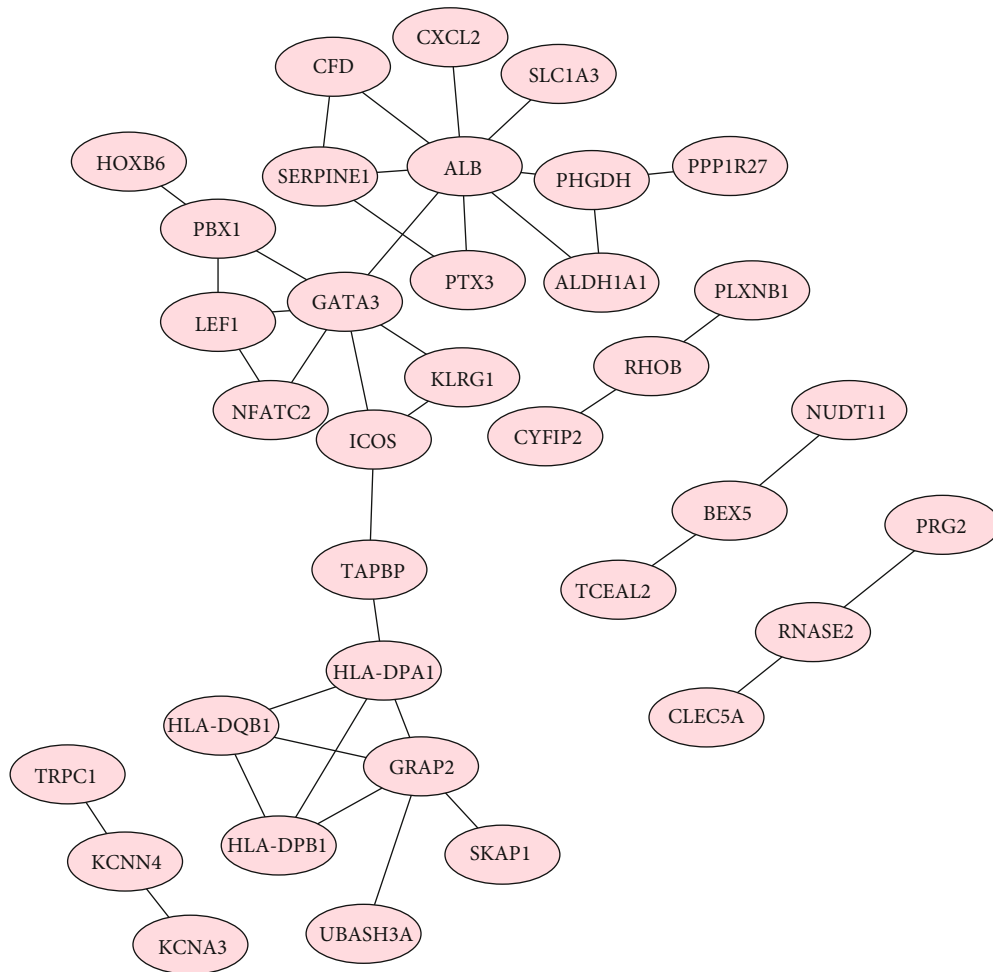 CXCL2
CFD
SLC1A3
HOXB6
SERPINE1
ALB
PHGDH
PPP1R27
PBX1
PTX3
ALDH1A1
PLXNB1
GATA3
LEF1
RHOB
KLRG1
NFATC2
ICOS
CYFIP2
NUDT11
BEX5
PRG2
TAPBP
TCEAL2
RNASE2
HLA-DPA1
CLEC5A
HLA-DQB1
GRAP2
TRPC1
HLA-DPB1
SKAP1
KCNN4
UBASH3A
KCNA3